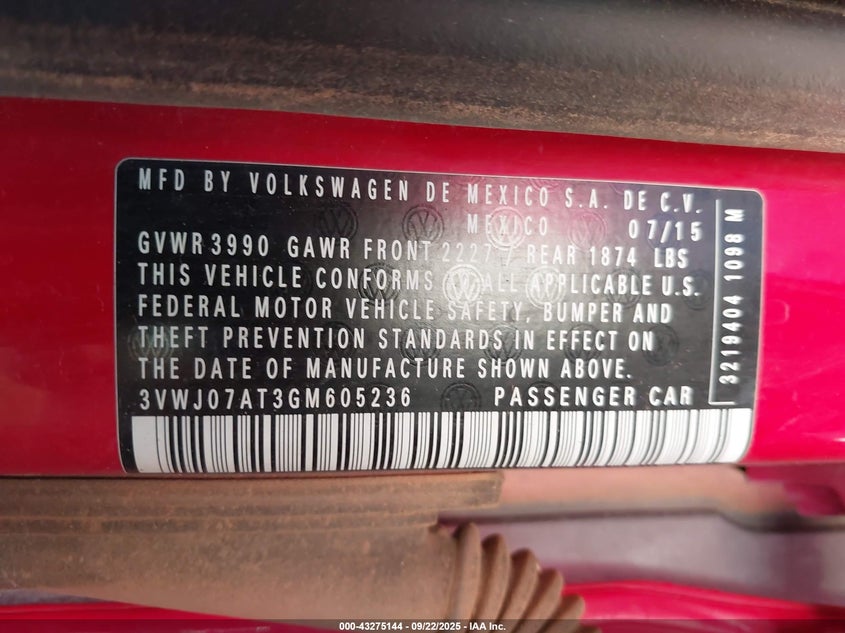 MFD BY VOLKSWAGEN DE MEXICO S.A. DE C.V.
MEXICO 07/15
GVWR 3990 GAWR FRONT 2227 / REAR 1874 LBS
THIS VEHICLE CONFORMS ALL APPLICABLE U.S.
FEDERAL MOTOR VEHICLE SAFETY, BUMPER AND
THEFT PREVENTION STANDARDS IN EFFECT ON
THE DATE OF MANUFACTURE SHOWN ABOVE.
3VWJ07AT3GM605236 PASSENGER CAR
3219404 1098 M
000-43275144 - 09/22/2025 - IAA Inc.